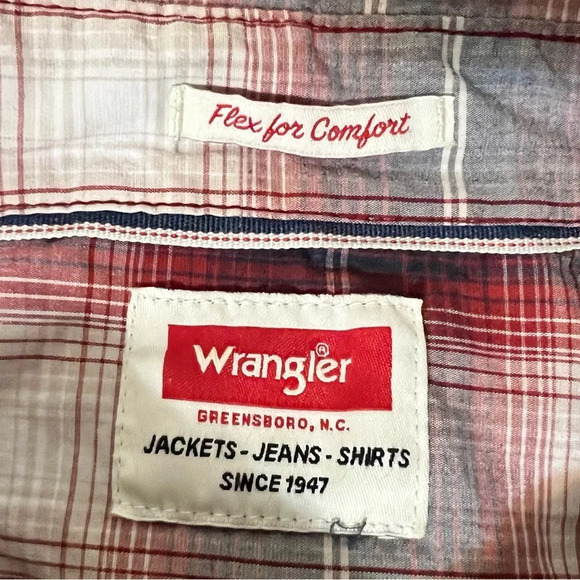 Flex for Comfort
Wrangler®
GREENSBORO, N.C.
JACKETS - JEANS - SHIRTS
SINCE 1947